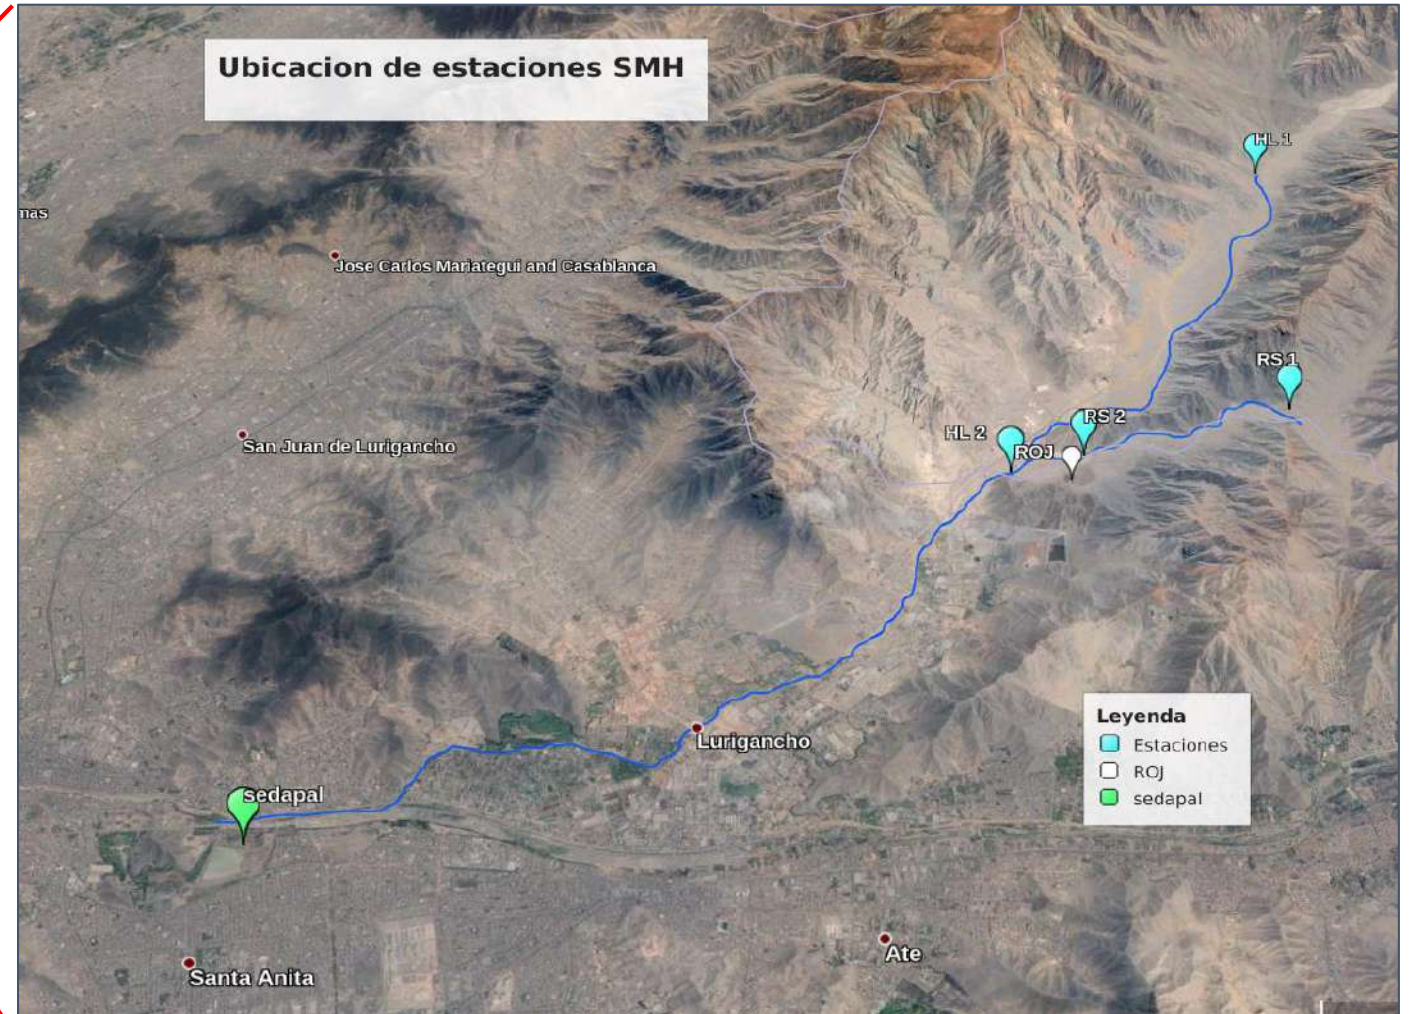 Ubicacion de estaciones SMH
HL 1
mas
Jose Carlos Mariategui and Casablanca
RS 1
RS 2
HL 2
ROJ
San Juan de Lurigancho
Lurigancho
Leyenda
Estaciones
ROJ
sedapal
sedapal
Ate
Santa Anita